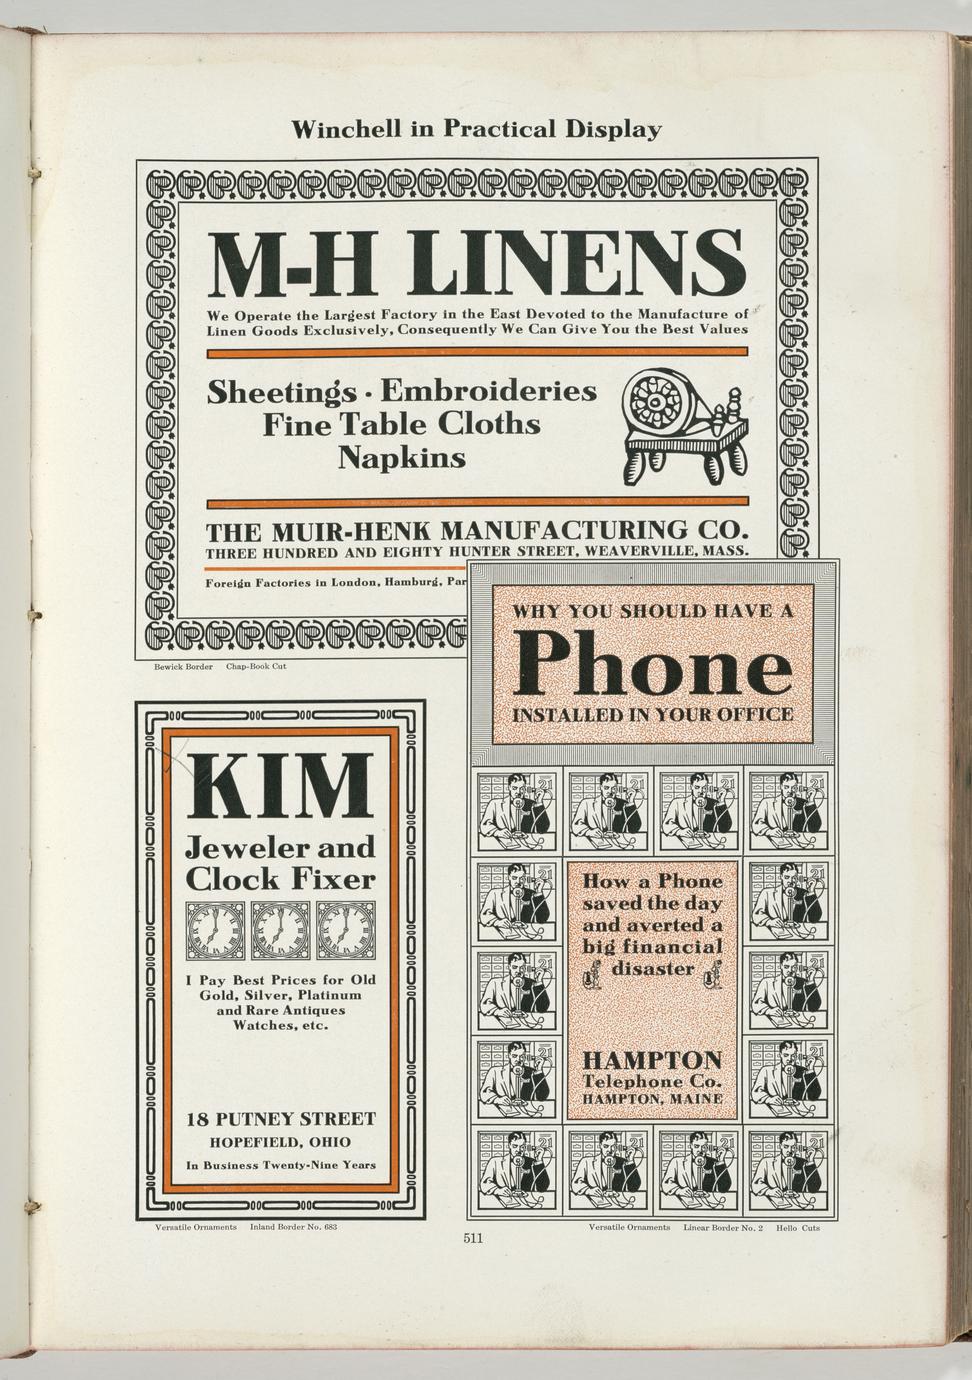 Winchell in Practical Display
M-H LINENS
We Operate the Largest Factory in the East Devoted to the Manufacture of
Linen Goods Exclusively, Consequently We Can Give You the Best Values
Sheetings · Embroideries
Fine Table Cloths
Napkins
THE MUIR-HENK MANUFACTURING CO.
THREE HUNDRED AND EIGHTY HUNTER STREET, WEAVERVILLE, MASS.
Foreign Factories in London, Hamburg, Par
Bewick Border Chap-Book Cut
WHY YOU SHOULD HAVE A
Phone
INSTALLED IN YOUR OFFICE
How a Phone
saved the day
and averted a
big financial
disaster
HAMPTON
Telephone Co.
HAMPTON, MAINE
Versatile Ornaments Linear Border No. 2 Hello Cuts
KIM
Jeweler and
Clock Fixer
I Pay Best Prices for Old
Gold, Silver, Platinum
and Rare Antiques
Watches, etc.
18 PUTNEY STREET
HOPEFIELD, OHIO
In Business Twenty-Nine Years
Versatile Ornaments Inland Border No. 683
511